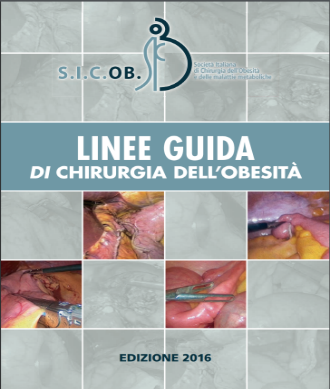 S.I.C.OB.
Società Italiana
di Chirurgia dell'Obesità
e delle malattie metaboliche
LINEE GUIDA
DI CHIRURGIA DELL'OBESITÀ
EDIZIONE 2016